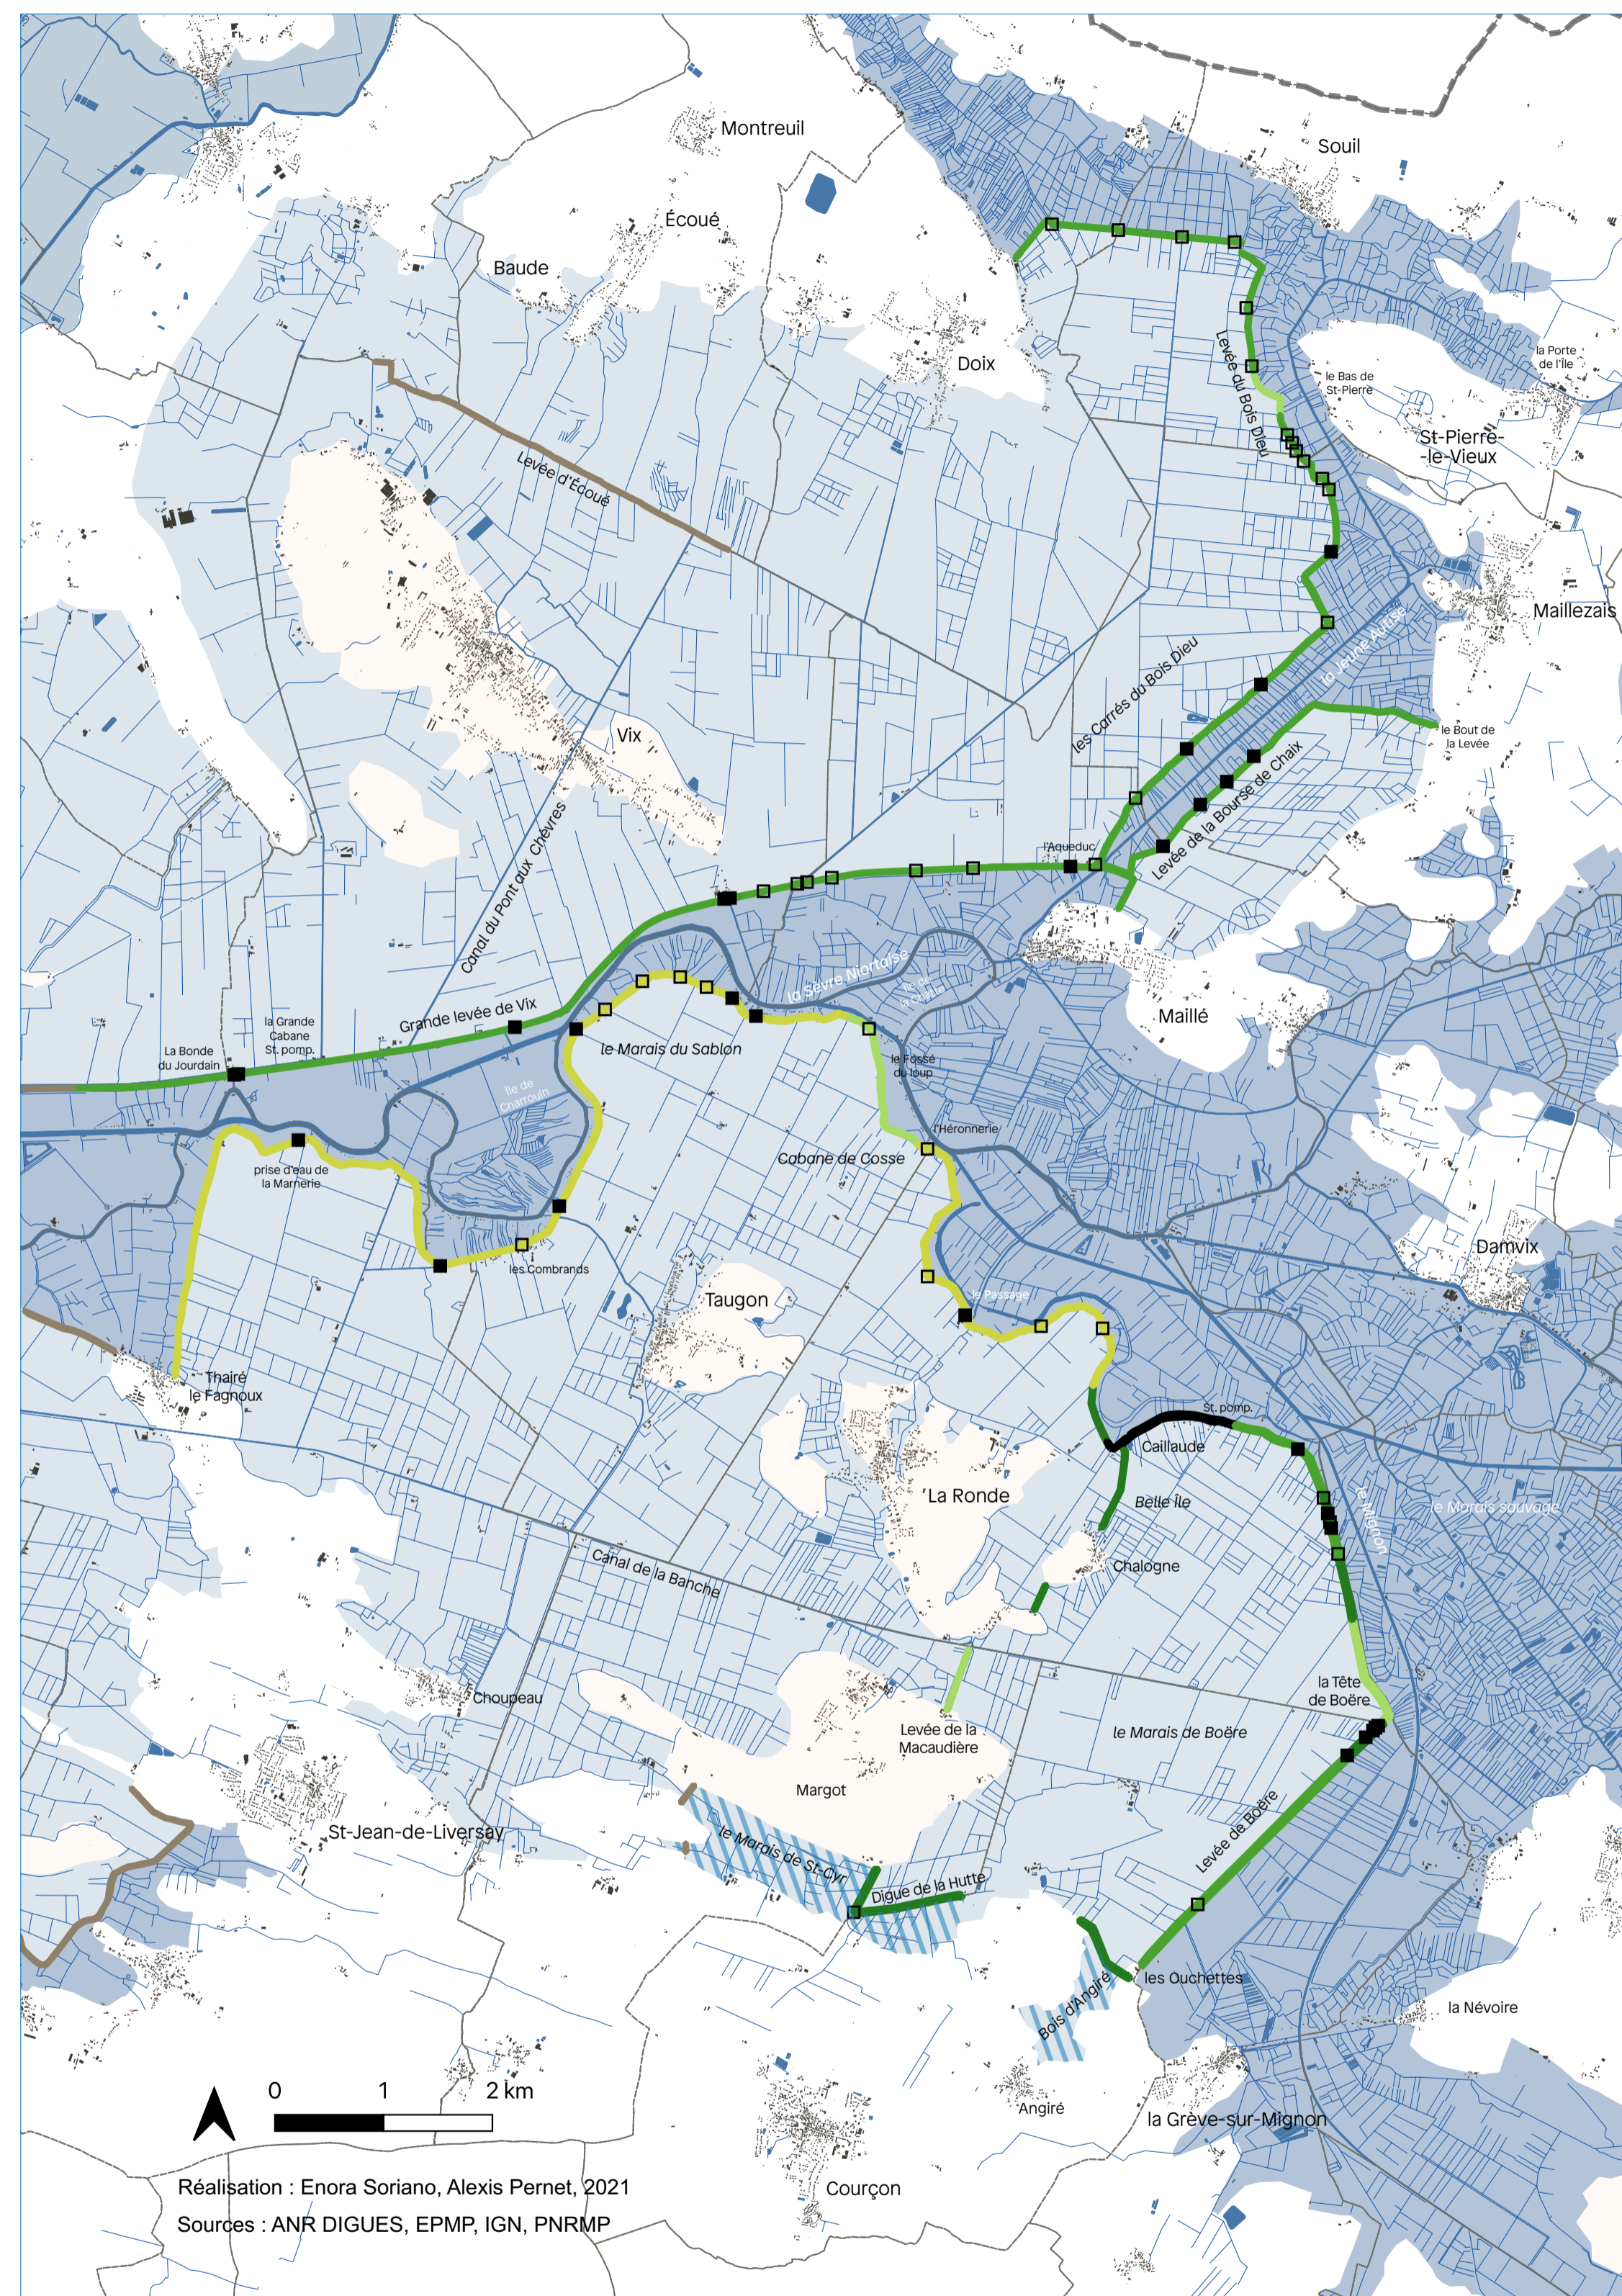 Montreuil
Souil
Écoué
Baude
Doix
la Porte
de l'Île
le Bas de
St-Pierre
Levée du Bois Dieu
St-Pierre-
-le-Vieux
Levée d'Écoué
Maillezais
la Jeune Autise
les Carrés du Bois Dieu
Vix
le Bout de
la Levée
Levée de la Bourse de Chaix
Canal du Pont aux Chèvres
l'Aqueduc
la Sèvre Niortaise
Île de
la Chatte
Maillé
Grande levée de Vix
la Grande
Cabane
St. pomp.
La Bonde
du Jourdain
le Marais du Sablon
le Fossé
du loup
Île de
Charrouin
l'Héronnerie
Cabane de Cosse
prise d'eau de
la Marnerie
Damvix
les Combrands
Taugon
le Passage
Thairé
le Fagnoux
St. pomp.
Caillaude
La Ronde
Belle Île
le Mignon
le Marais sauvage
Canal de la Banche
Chalogne
la Tête
de Boëre
Choupeau
Levée de la
Macaudière
le Marais de Boëre
Margot
Levée de Boëre
St-Jean-de-Liversay
le Marais de St-Cyr
Digue de la Hutte
les Ouchettes
Bois d'Angiré
la Névoire
0 1 2 km
Angiré
la Grève-sur-Mignon
Courçon
Réalisation : Enora Soriano, Alexis Pernet, 2021
Sources : ANR DIGUES, EPMP, IGN, PNRMP